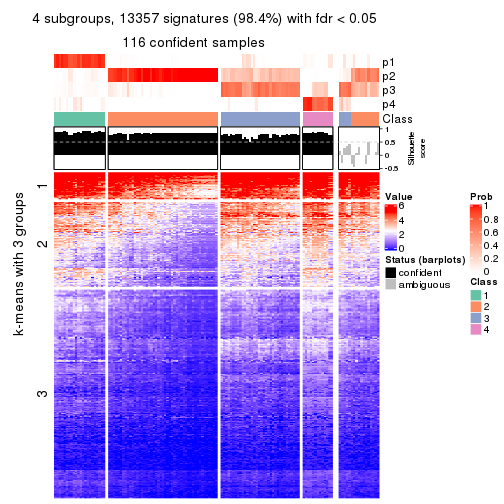 4 subgroups, 13357 signatures (98.4%) with fdr < 0.05
116 confident samples
p1
p2
p3
p4
Class
1
0.5
0
-0.5
Silhouette
score
k-means with 3 groups
1
2
3
Value
6
4
2
0
Status (barplots)
confident
ambiguous
Prob
1
0.8
0.6
0.4
0.2
0
Class
1
2
3
4